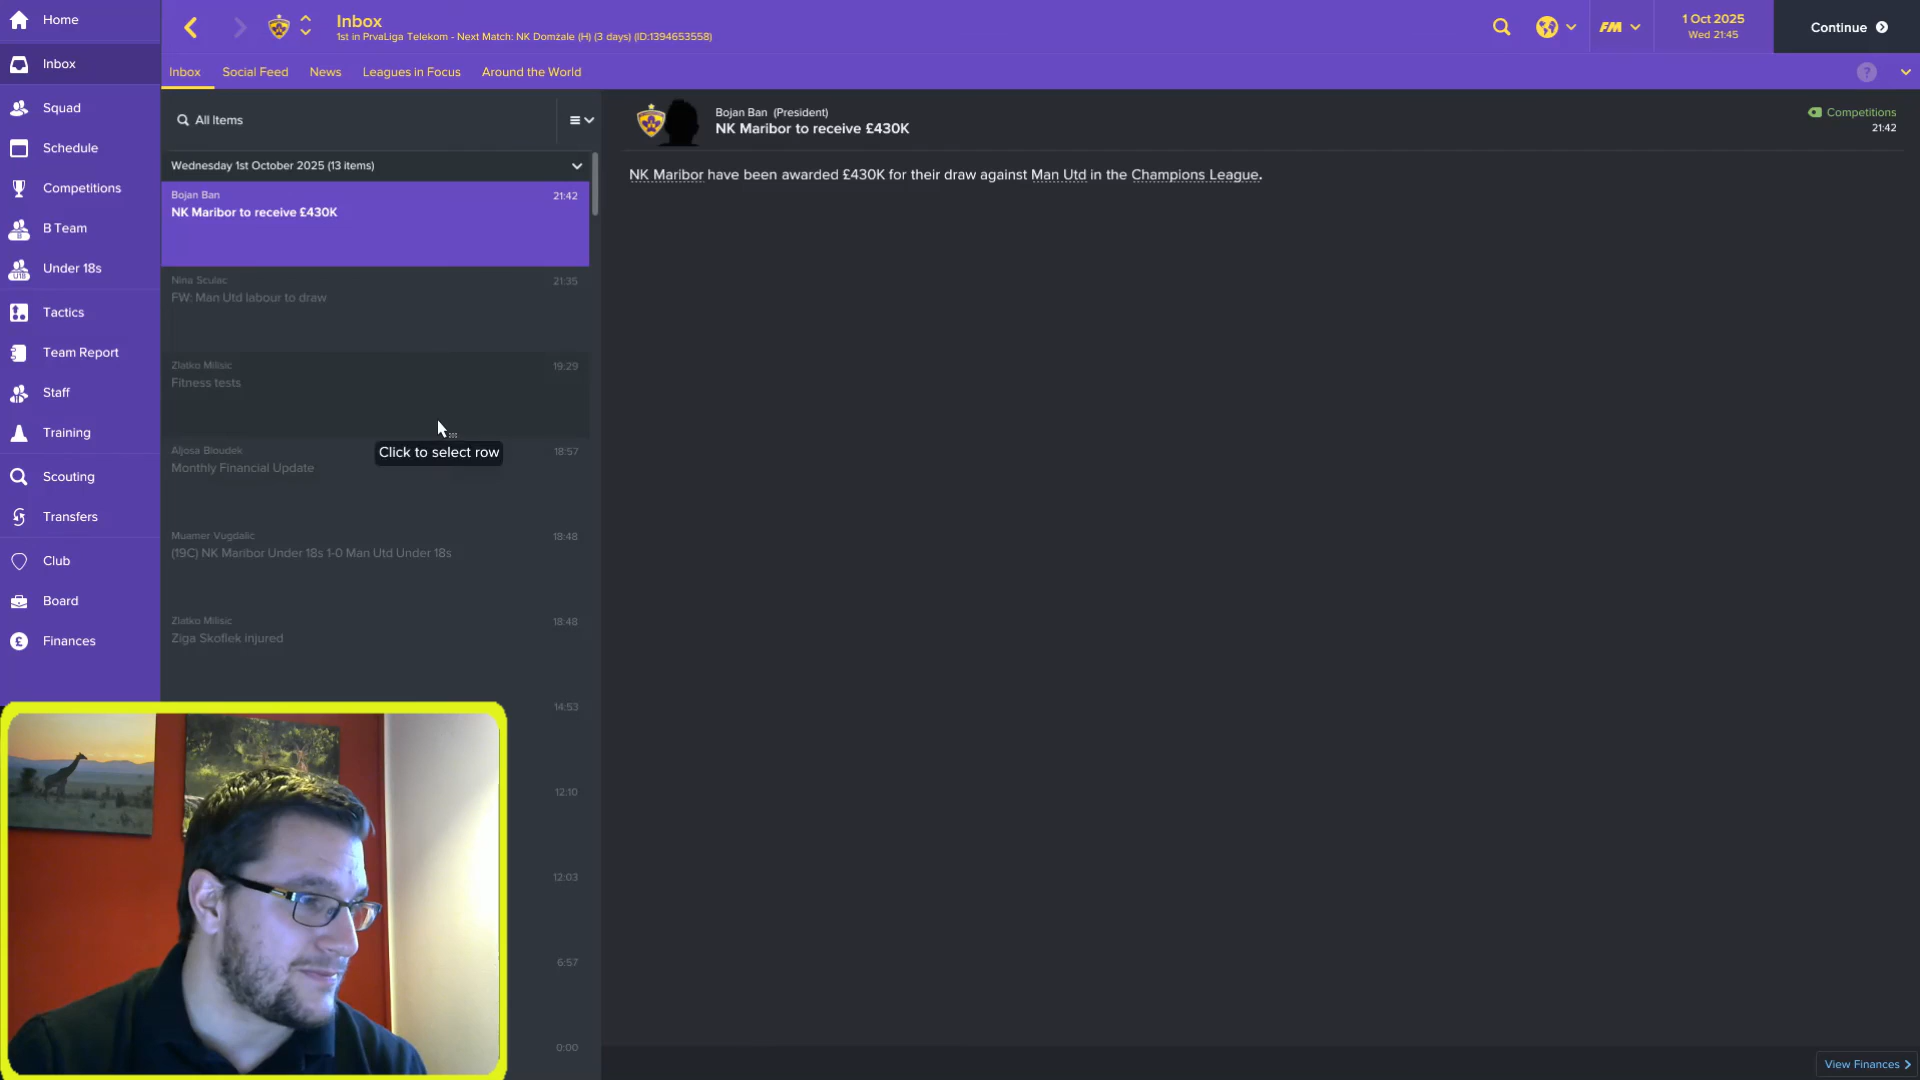 Home
Inbox
Squad
Schedule
Competitions
B Team
Under 18s
Tactics
Team Report
Staff
Training
Scouting
Transfers
Club
Board
Finances
Inbox
1st in PrvaLiga Telekom - Next Match: NK Domžale (H) (3 days) (ID:1394653558)
FM
1 Oct 2025
Wed 21:45
Continue
Inbox Social Feed News Leagues in Focus Around the World
?
All Items
Wednesday 1st October 2025 (13 items)
Bojan Ban 21:42
NK Maribor to receive £430K
Nina Sculac 21:35
FW: Man Utd labour to draw
Zlatko Milisic 19:29
Fitness tests
Click to select row
Aljosa Bloudek 18:57
Monthly Financial Update
Muamer Vugdalic 18:48
(19C) NK Maribor Under 18s 1-0 Man Utd Under 18s
Zlatko Milisic 18:48
Ziga Skoflek injured
14:53
12:10
12:03
6:57
0:00
Bojan Ban (President)
NK Maribor to receive £430K
Competitions
21:42
NK Maribor have been awarded £430K for their draw against Man Utd in the Champions League.
View Finances